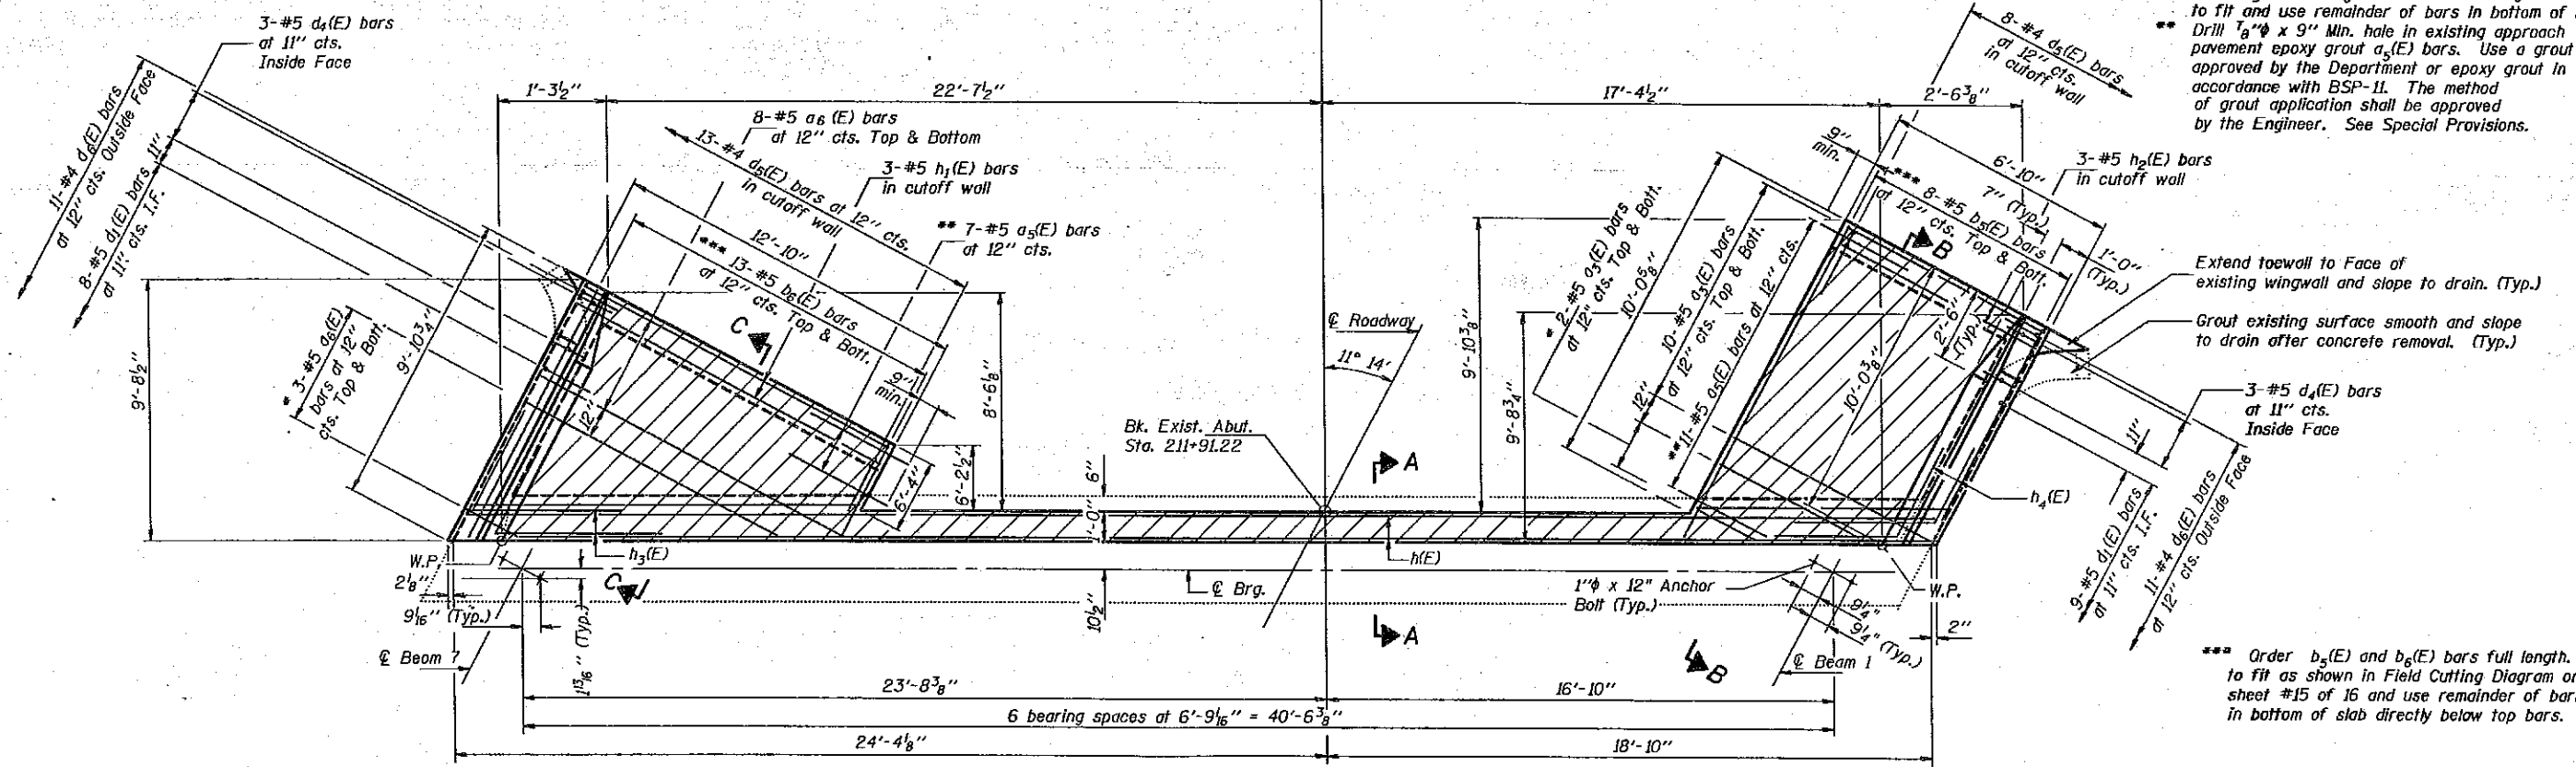 3-#5 d4(E) bars
at 11" cts.
Inside Face
11-#4 d6(E) bars
at 12" cts. Outside Face
8-#5 d1(E) bars
at 11" cts. I.F.
11"
1'-3½"
22'-7½"
17'-4½"
2'-6⅜"
8-#5 a6 (E) bars
at 12" cts. Top & Bottom
13-#4 d5(E) bars at 12" cts.
in cutoff wall
3-#5 h1(E) bars
in cutoff wall
12'-10"
*** 13-#5 b6(E) bars
at 12" cts. Top & Bott.
** 7-#5 a5(E) bars
at 12" cts.
9" min.
9'-8½"
9'-10¾"
* 3-#5 a6(E)
bars at 12"
cts. Top & Bott.
12"
C
8'-6⅛"
6'-2½"
6'-4"
℄ Roadway
11° 14'
Bk. Exist. Abut.
Sta. 211+91.22
6"
1'-0"
A
* 2-#5 a3(E) bars
at 12" cts. Top & Bott.
10'-0⅝"
10-#5 a3(E) bars
at 12" cts. Top & Bott.
12"
** 11-#5 a5(E) bars at 12" cts.
9'-10⅜"
9'-8¾"
10'-0⅜"
9"
min.
8-#4 d5(E) bars
at 12" cts.
in cutoff wall
6'-10"
*** 8-#5 b5(E) bars
at 12" cts. Top & Bott.
7" (Typ.)
3-#5 h2(E) bars
in cutoff wall
1'-0"
(Typ.)
B
2'-6"
(Typ.)
to fit and use remainder of bars in bottom of
** Drill ⅞"ϕ x 9" Min. hole in existing approach
pavement epoxy grout a5(E) bars. Use a grout
approved by the Department or epoxy grout in
accordance with BSP-11. The method
of grout application shall be approved
by the Engineer. See Special Provisions.
Extend toewall to Face of
existing wingwall and slope to drain. (Typ.)
Grout existing surface smooth and slope
to drain after concrete removal. (Typ.)
3-#5 d4(E) bars
at 11" cts.
Inside Face
11"
h4(E)
9-#5 d1(E) bars
at 11" cts. I.F.
11-#4 d6(E) bars
at 12" cts. Outside Face
W.P.
2⅛"
9 1/16" (Typ.)
h3(E)
C
1 13/16" (Typ.)
℄ Beam 7
10½"
℄ Brg.
h(E)
A
1"ϕ x 12" Anchor
Bolt (Typ.)
9¼"
9¼" (Typ.)
W.P.
2"
B
℄ Beam 1
23'-8⅜"
16'-10"
6 bearing spaces at 6'-9 1/16" = 40'-6⅜"
24'-4⅛"
18'-10"
*** Order b5(E) and b6(E) bars full length.
to fit as shown in Field Cutting Diagram on
sheet #15 of 16 and use remainder of bars
in bottom of slab directly below top bars.